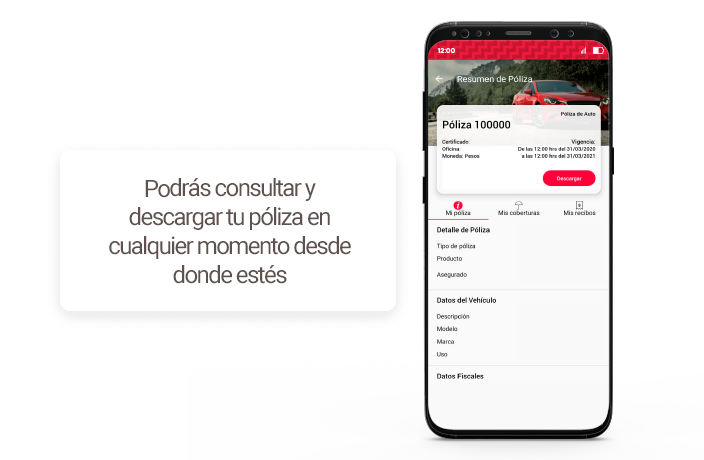 Podrás consultar y
descargar tu póliza en
cualquier momento desde
donde estés
12:00
Resumen de Póliza
Póliza de Auto
Póliza 100000
Certificado:
Vigencia:
Oficina
De las 12:00 hrs del 31/03/2020
Moneda: Pesos
a las 12:00 hrs del 31/03/2021
Descargar
Mi póliza
Mis coberturas
Mis recibos
Detalle de Póliza
Tipo de póliza
Producto
Asegurado
Datos del Vehículo
Descripción
Modelo
Marca
Uso
Datos Fiscales